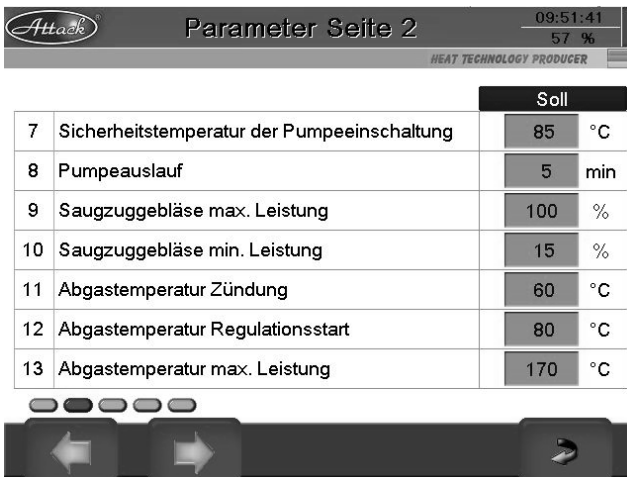 Attack
Parameter Seite 2
09:51:41
57 %
HEAT TECHNOLOGY PRODUCER
Soll
7 Sicherheitstemperatur der Pumpeeinschaltung 85 °C
8 Pumpeauslauf 5 min
9 Saugzuggebläse max. Leistung 100 %
10 Saugzuggebläse min. Leistung 15 %
11 Abgastemperatur Zündung 60 °C
12 Abgastemperatur Regulationsstart 80 °C
13 Abgastemperatur max. Leistung 170 °C